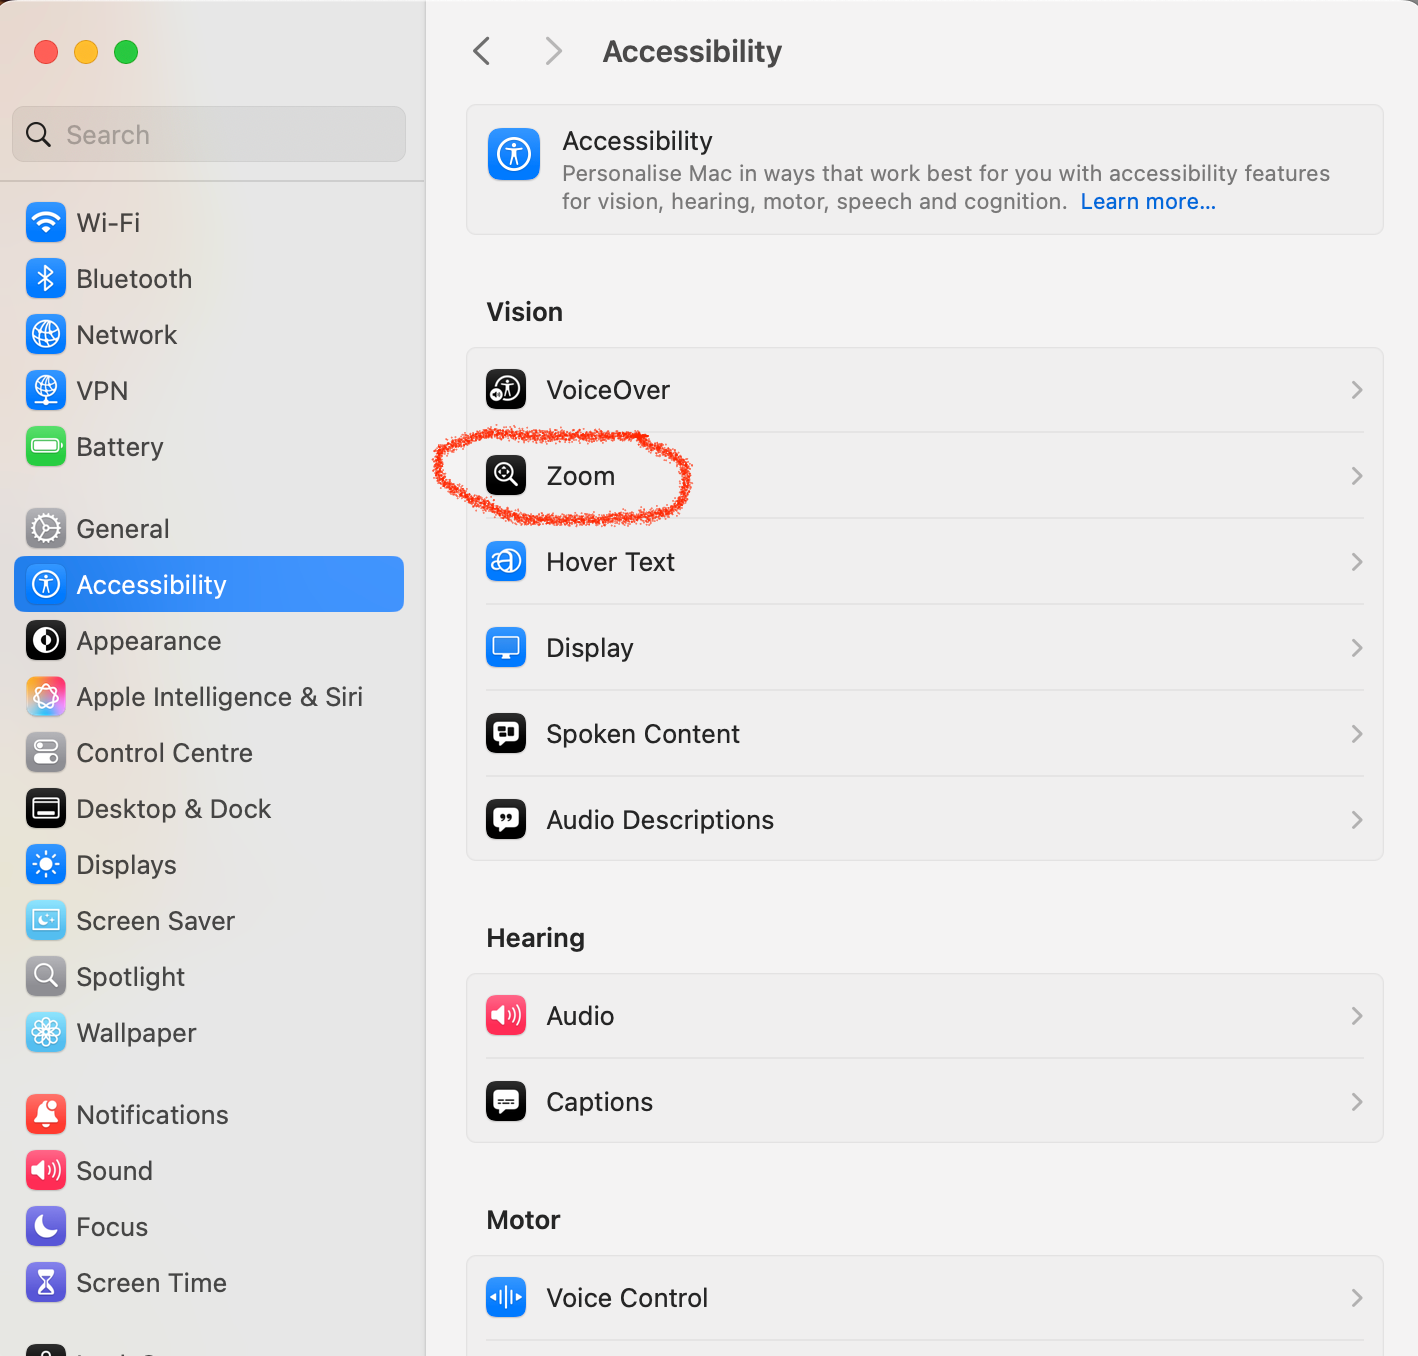 Accessibility
Search
Accessibility
Personalise Mac in ways that work best for you with accessibility features
for vision, hearing, motor, speech and cognition. Learn more...
Wi-Fi
Bluetooth
Network
VPN
Battery
General
Accessibility
Appearance
Apple Intelligence & Siri
Control Centre
Desktop & Dock
Displays
Screen Saver
Spotlight
Wallpaper
Notifications
Sound
Focus
Screen Time
Vision
VoiceOver
Zoom
Hover Text
Display
Spoken Content
Audio Descriptions
Hearing
Audio
Captions
Motor
Voice Control